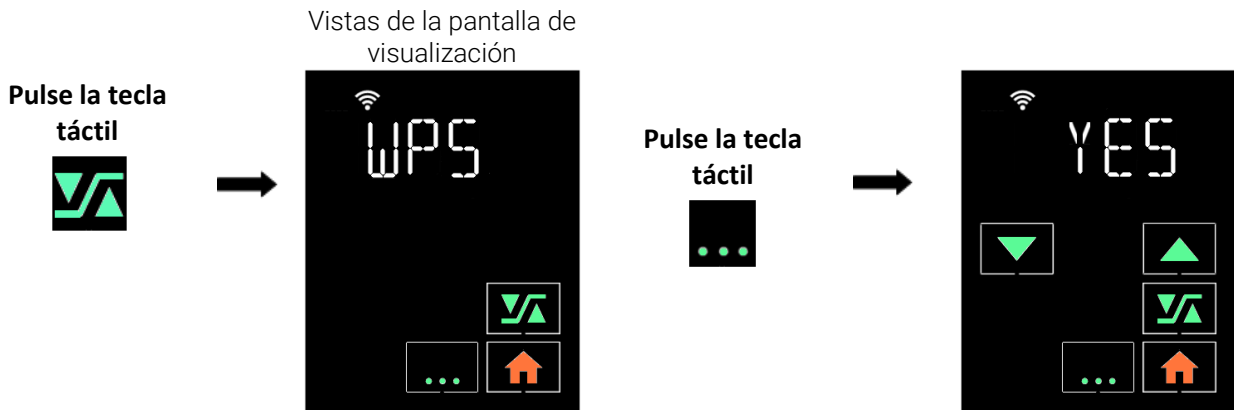 Vistas de la pantalla de
visualización
Pulse la tecla
táctil
WPS
Pulse la tecla
táctil
YES